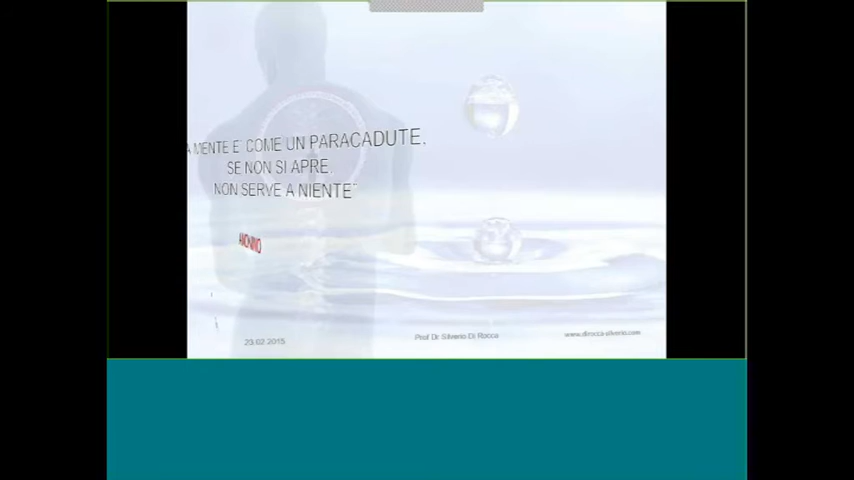 A MENTE E' COME UN PARACADUTE.
SE NON SI APRE,
NON SERVE A NIENTE"
ANONIMO
23.02.2015
Prof Dr Silverio Di Rocca
www.dirocca-silverio.com